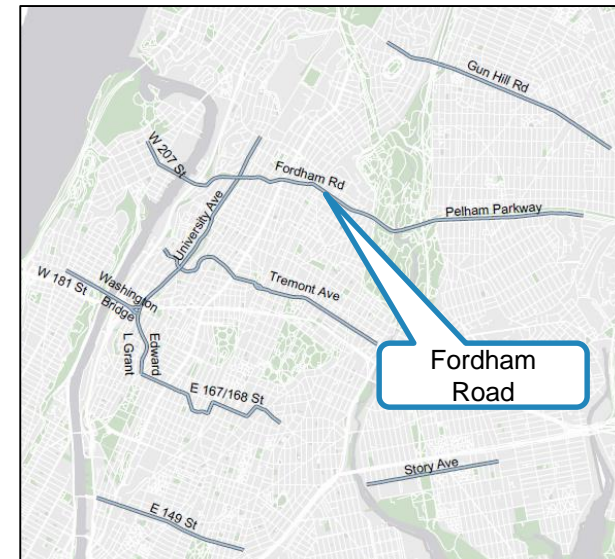 Gun Hill Rd
W 207 St
Fordham Rd
University Ave
Pelham Parkway
Tremont Ave
W 181 St
Washington
Bridge
Edward
L Grant
Fordham
Road
E 167/168 St
Story Ave
E 149 St